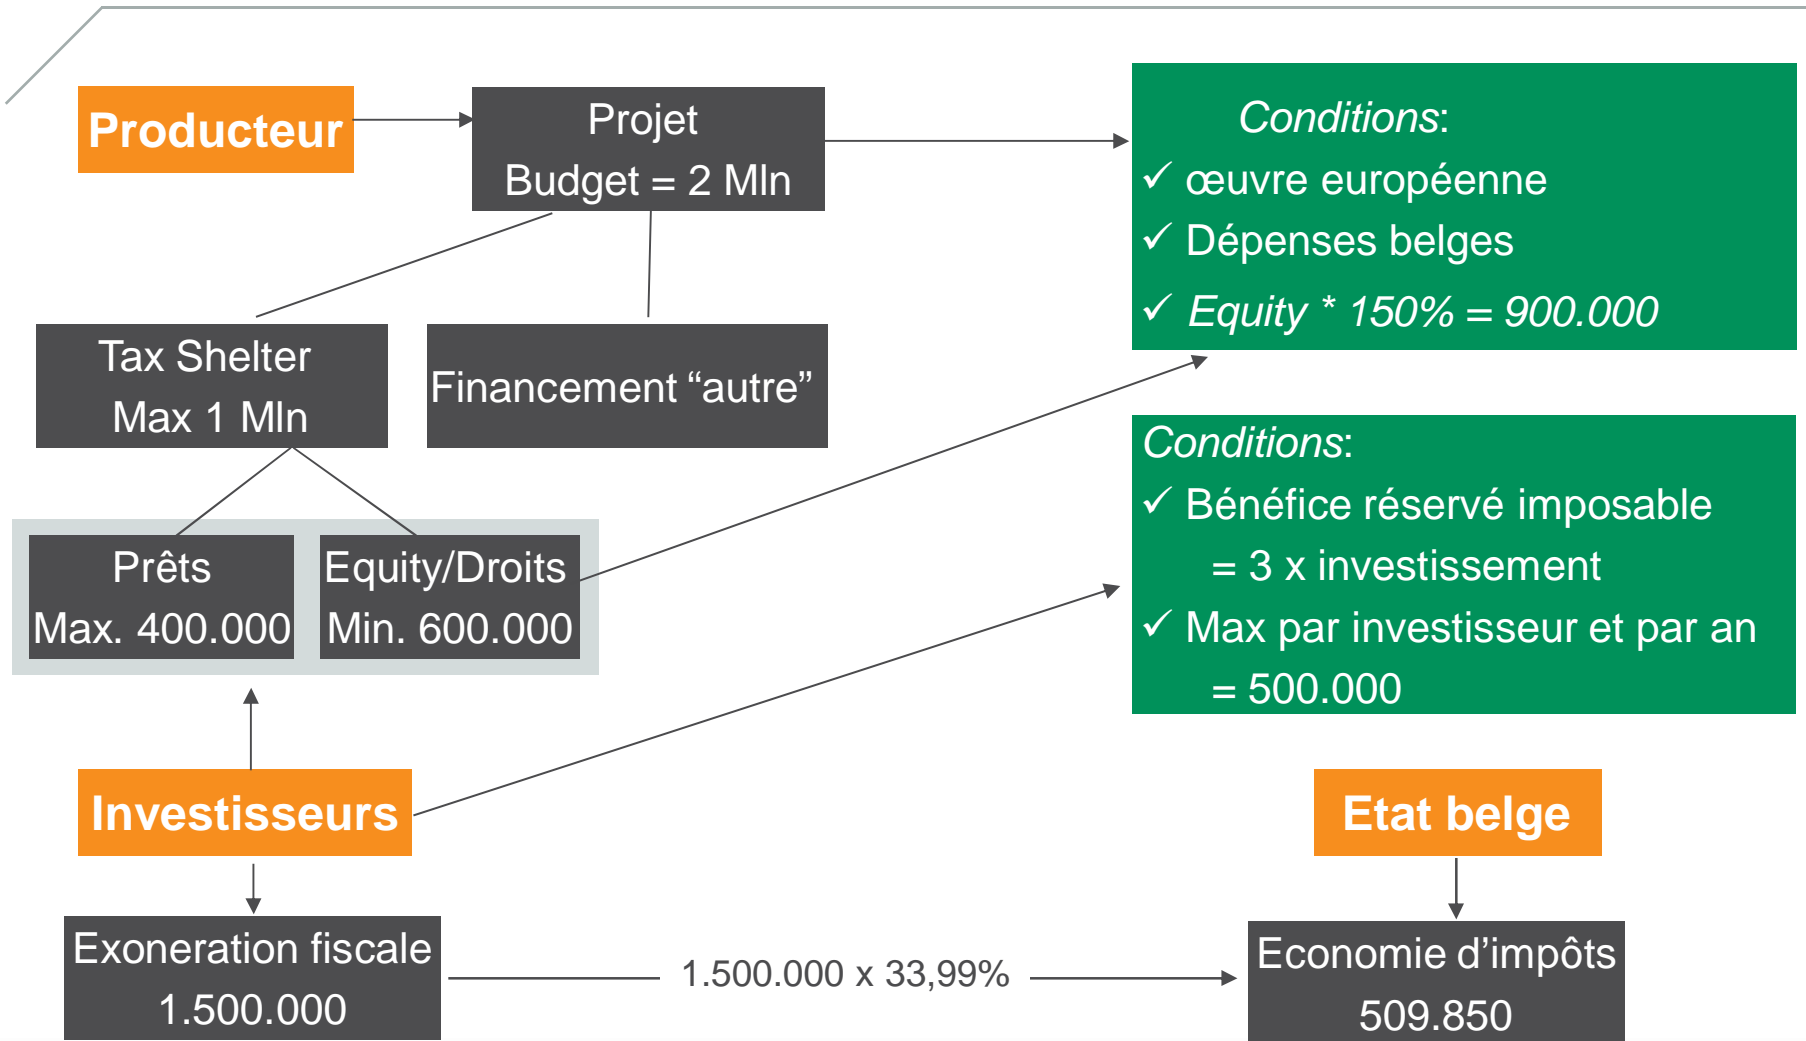 Producteur
Projet
Budget = 2 Mln
Conditions:
✓ œuvre européenne
✓ Dépenses belges
✓ Equity * 150% = 900.000
Tax Shelter
Max 1 Mln
Financement “autre”
Conditions:
✓ Bénéfice réservé imposable
= 3 x investissement
✓ Max par investisseur et par an
= 500.000
Prêts
Max. 400.000
Equity/Droits
Min. 600.000
Investisseurs
Etat belge
Exoneration fiscale
1.500.000
1.500.000 x 33,99%
Economie d’impôts
509.850